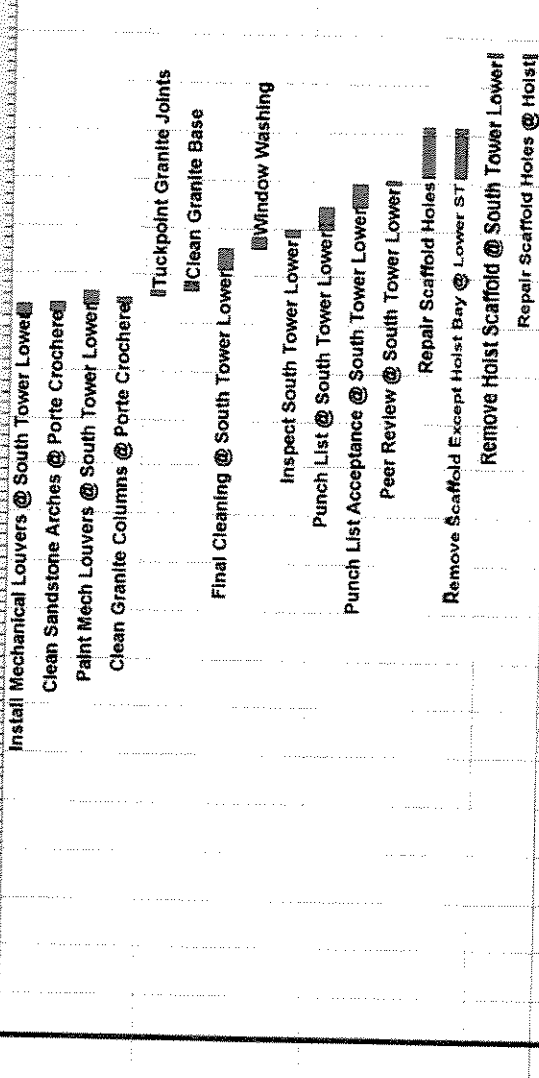 Install Mechanical Louvers @ South Tower Lower
Clean Sandstone Arches @ Porte Crochere
Paint Mech Louvers @ South Tower Lower
Clean Granite Columns @ Porte Crochere
Tuckpoint Granite Joints
Clean Granite Base
Final Cleaning @ South Tower Lower
Window Washing
Inspect South Tower Lower
Punch List @ South Tower Lower
Punch List Acceptance @ South Tower Lower
Peer Review @ South Tower Lower
Repair Scaffold Holes
Remove Scaffold Except Hoist Bay @ Lower ST
Remove Hoist Scaffold @ South Tower Lower
Repair Scaffold Holes @ Hoist